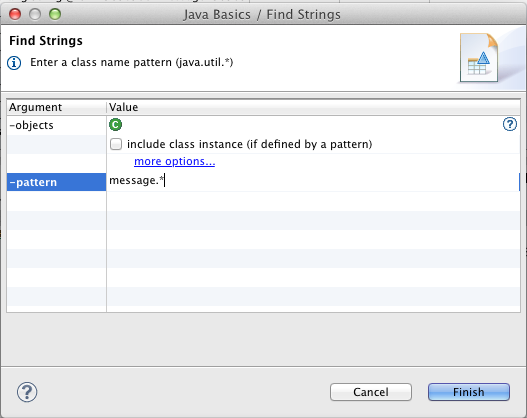 Java Basics / Find Strings
Find Strings
Enter a class name pattern (java.util.*)
Argument Value
-objects
include class instance (if defined by a pattern)
more options...
-pattern message.*
Cancel Finish